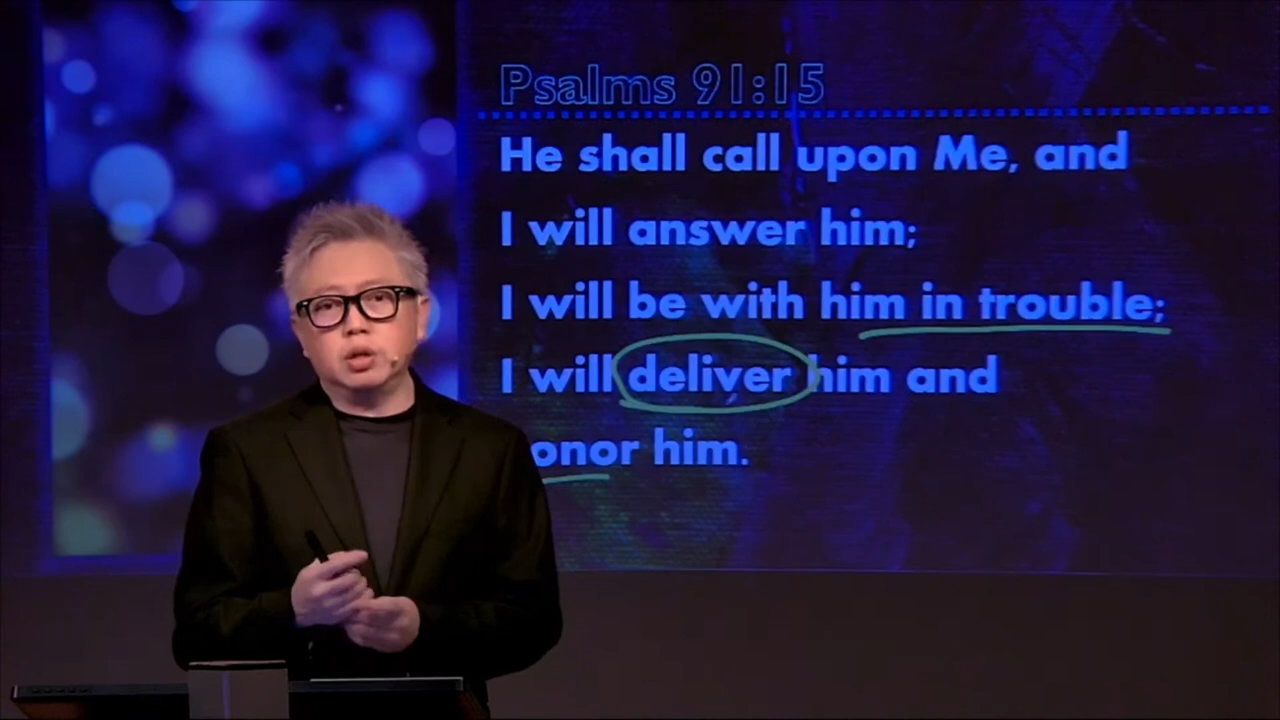 Psalms 91:15
He shall call upon Me, and
I will answer him;
I will be with him in trouble;
I will deliver him and
onor him.